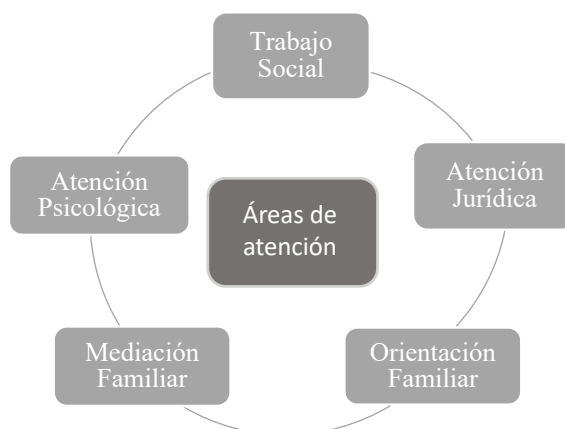 Trabajo
Social
Atención
Jurídica
Orientación
Familiar
Mediación
Familiar
Atención
Psicológica
Áreas de
atención